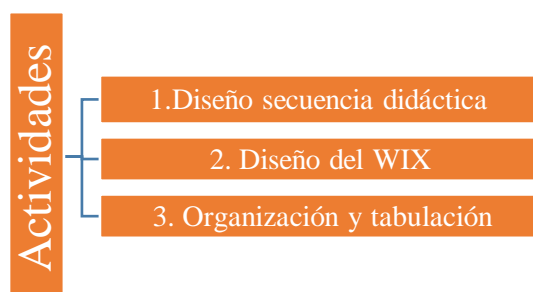 Actividades
1.Diseño secuencia didáctica
2. Diseño del WIX
3. Organización y tabulación